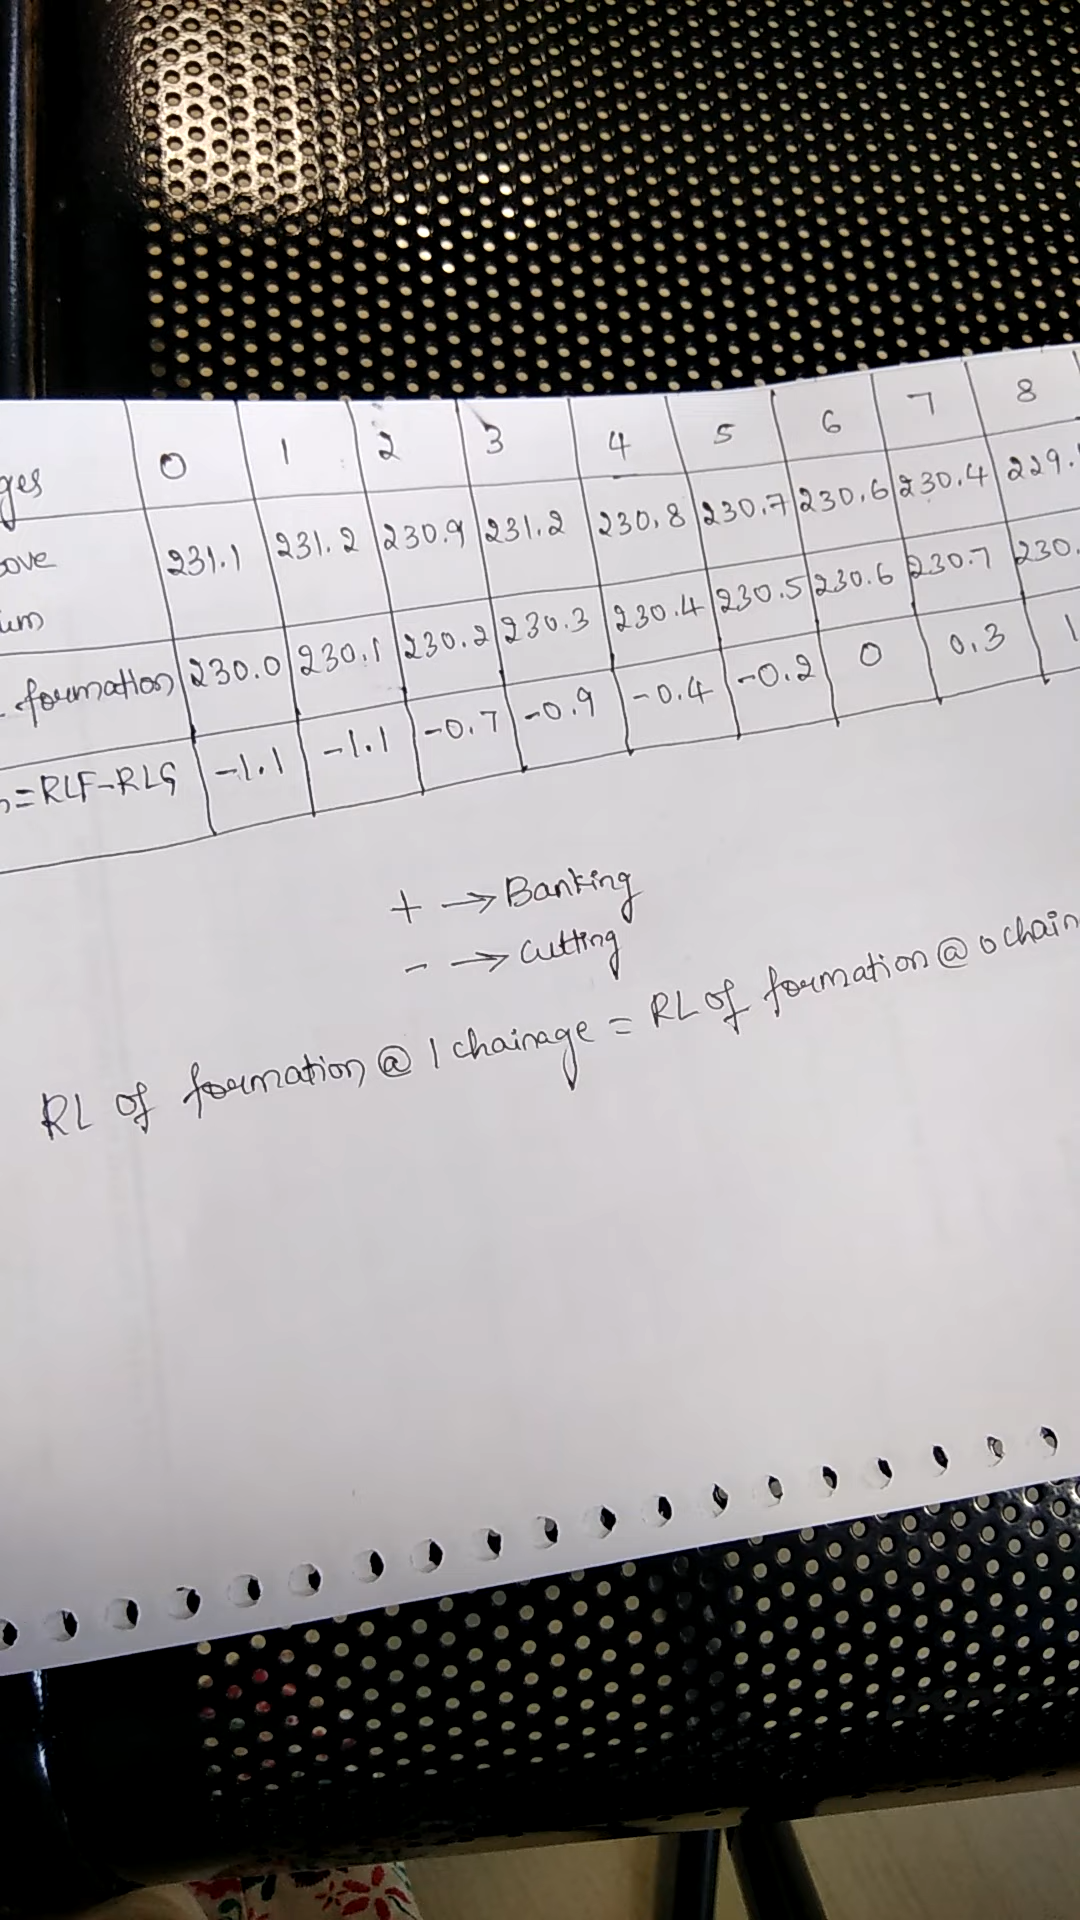 ges 0 1 2 3 4 5 6 7 8
ove 231.1 231.2 230.9 231.2 230.8 230.7 230.6 230.4 229.
um
formation 230.0 230.1 230.2 230.3 230.4 230.5 230.6 230.7 230.
=RLF-RLG -1.1 -1.1 -0.7 -0.9 -0.4 -0.2 0 0.3 1
+ → Banking
- → Cutting
RL of formation @ 1 chainage = RL of formation @ 0 chain